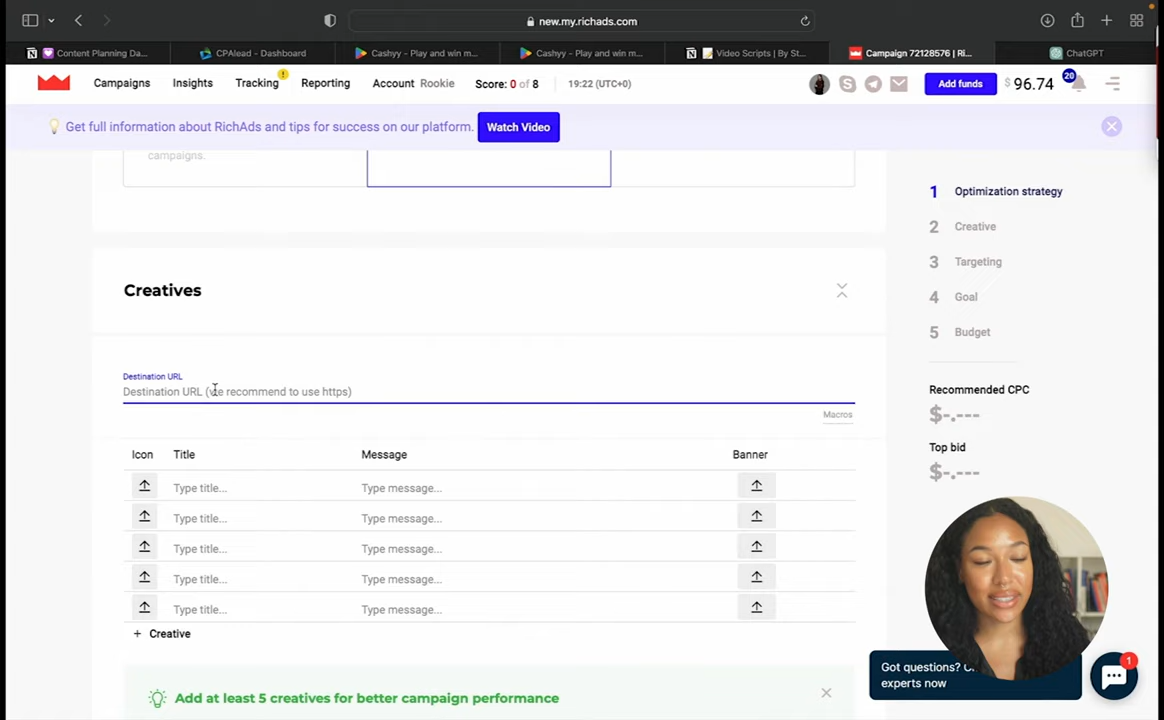 new.my.richads.com
Content Planning Da...
CPAlead - Dashboard
Cashyy – Play and win m...
Cashyy – Play and win m...
Video Scripts | By St...
Campaign 72128576 | Ri...
ChatGPT
Campaigns
Insights
Tracking
!
Reporting
Account Rookie
Score: 0 of 8
19:22 (UTC+0)
Add funds
$ 96.74
20
Get full information about RichAds and tips for success on our platform.
Watch Video
campaigns.
1 Optimization strategy
2 Creative
3 Targeting
4 Goal
5 Budget
Creatives
Destination URL
Destination URL (we recommend to use https)
Macros
Recommended CPC
$-.---
Top bid
$-.---
Icon Title Message Banner
Type title... Type message...
Type title... Type message...
Type title... Type message...
Type title... Type message...
Type title... Type message...
+ Creative
Add at least 5 creatives for better campaign performance
Got questions?
experts now
1